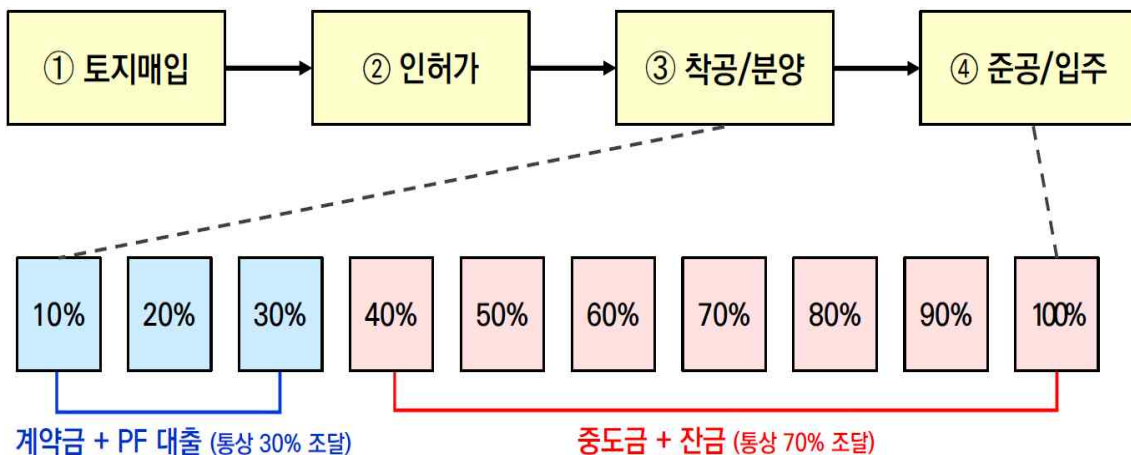 ① 토지매입
② 인허가
③ 착공/분양
④ 준공/입주
10%
20%
30%
40%
50%
60%
70%
80%
90%
100%
계약금 + PF 대출 (통상 30% 조달)
중도금 + 잔금 (통상 70% 조달)